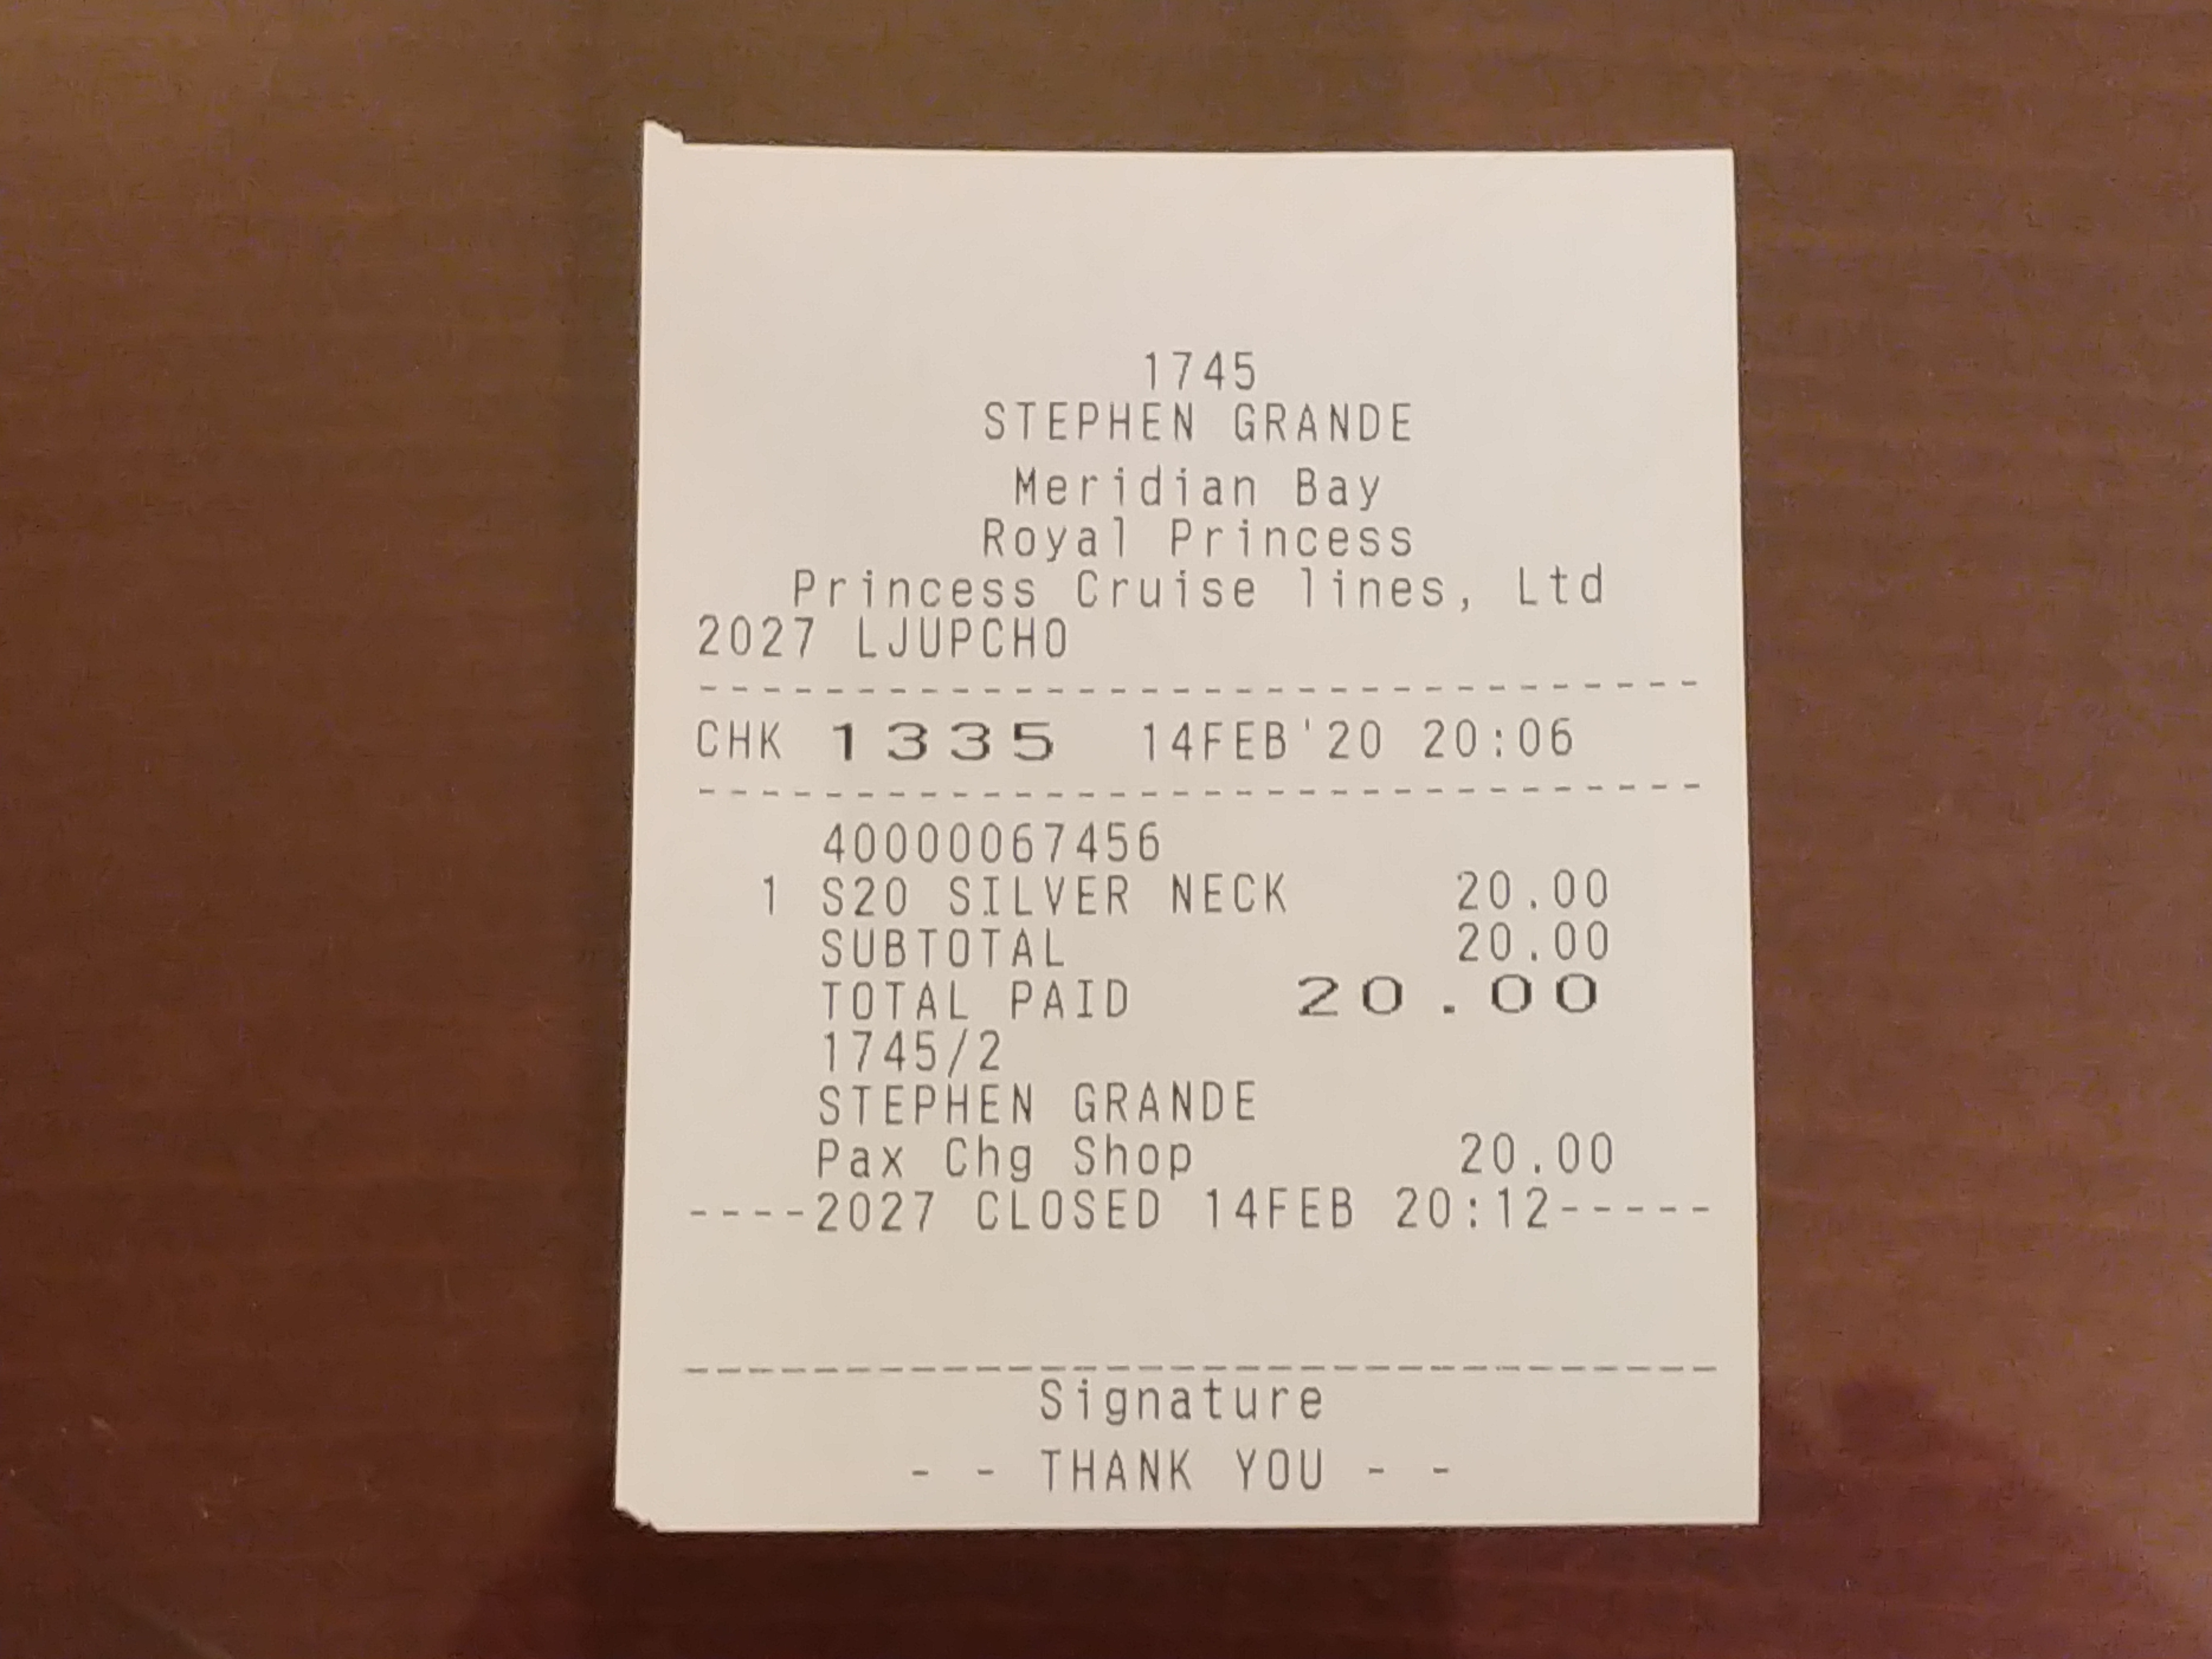 1745
STEPHEN GRANDE
Meridian Bay
Royal Princess
Princess Cruise lines, Ltd
2027 LJUPCHO
--------------------------------
CHK 1335 14FEB'20 20:06
--------------------------------
40000067456
1 S20 SILVER NECK 20.00
SUBTOTAL 20.00
TOTAL PAID 20.00
1745/2
STEPHEN GRANDE
Pax Chg Shop 20.00
----2027 CLOSED 14FEB 20:12-----
________________________________
Signature
- - THANK YOU - -